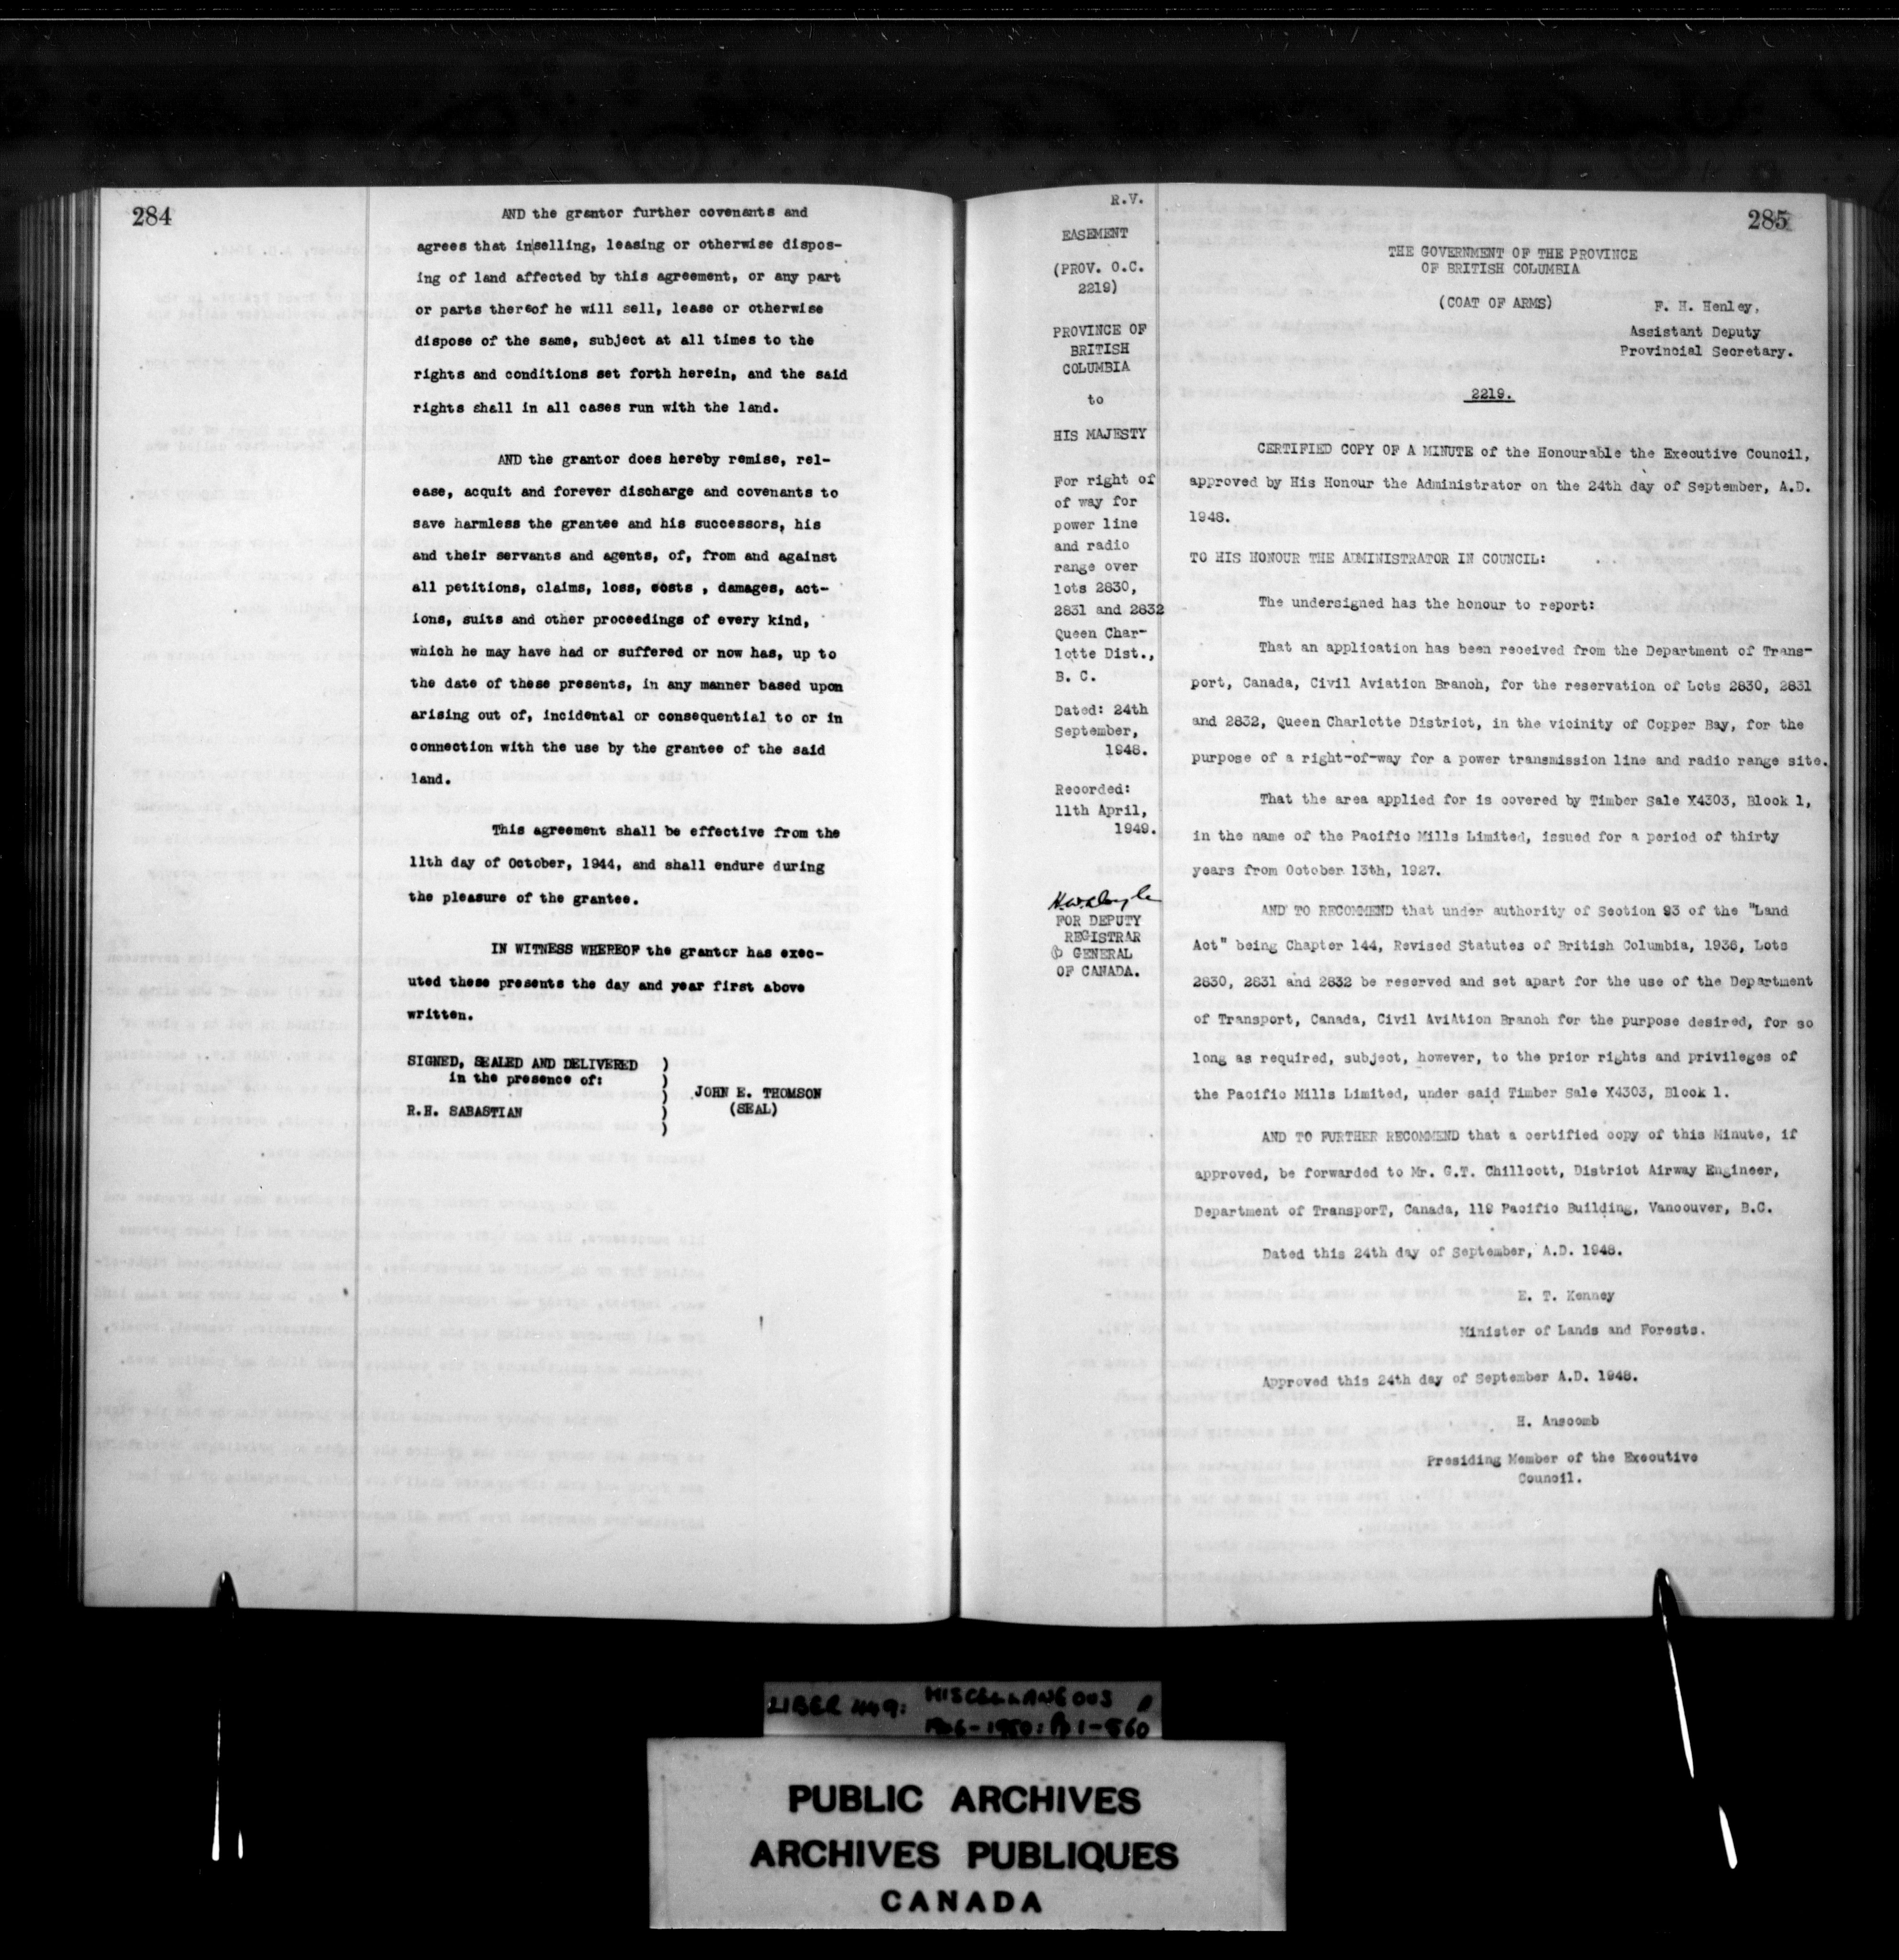 284
AND the grantor further covenants and
agrees that in selling, leasing or otherwise dispos-
ing of land affected by this agreement, or any part
or parts thereof he will sell, lease or otherwise
dispose of the same, subject at all times to the
rights and conditions set forth herein, and the said
rights shall in all cases run with the land.
AND the grantor does hereby remise, rel-
ease, acquit and forever discharge and covenants to
save harmless the grantee and his successors, his
and their servants and agents, of, from and against
all petitions, claims, loss, costs , damages, act-
ions, suits and other proceedings of every kind,
which he may have had or suffered or now has, up to
the date of these presents, in any manner based upon
arising out of, incidental or consequential to or in
connection with the use by the grantee of the said
land.
This agreement shall be effective from the
11th day of October, 1944, and shall endure during
the pleasure of the grantee.
IN WITNESS WHEREOF the grantor has exec-
uted these presents the day and year first above
written.
SIGNED, SEALED AND DELIVERED )
in the presence of: )
) JOHN E. THOMSON
R.H. SABASTIAN ) (SEAL)
)
R.V.
EASEMENT
(PROV. O.C.
2219)
PROVINCE OF
BRITISH
COLUMBIA
to
HIS MAJESTY
For right of
of way for
power line
and radio
range over
lots 2830,
2831 and 2832
Queen Char-
lotte Dist.,
B. C.
Dated: 24th
September,
1948.
Recorded:
11th April,
1949.
FOR DEPUTY
REGISTRAR
GENERAL
OF CANADA.
285
THE GOVERNMENT OF THE PROVINCE
OF BRITISH COLUMBIA
(COAT OF ARMS)
F. H. Henley,
Assistant Deputy
Provincial Secretary.
2219.
CERTIFIED COPY OF A MINUTE of the Honourable the Executive Council,
approved by His Honour the Administrator on the 24th day of September, A.D.
1948.
TO HIS HONOUR THE ADMINISTRATOR IN COUNCIL:
The undersigned has the honour to report:
That an application has been received from the Department of Trans-
port, Canada, Civil Aviation Branch, for the reservation of Lots 2830, 2831
and 2832, Queen Charlotte District, in the vicinity of Copper Bay, for the
purpose of a right-of-way for a power transmission line and radio range site.
That the area applied for is covered by Timber Sale X4303, Block 1,
in the name of the Pacific Mills Limited, issued for a period of thirty
years from October 13th, 1927.
AND TO RECOMMEND that under authority of Section 93 of the "Land
Act" being Chapter 144, Revised Statutes of British Columbia, 1936, Lots
2830, 2831 and 2832 be reserved and set apart for the use of the Department
of Transport, Canada, Civil AviAtion Branch for the purpose desired, for so
long as required, subject, however, to the prior rights and privileges of
the Pacific Mills Limited, under said Timber Sale X4303, Block 1.
AND TO FURTHER RECOMMEND that a certified copy of this Minute, if
approved, be forwarded to Mr. G.T. Chillcott, District Airway Engineer,
Department of TransporT, Canada, 119 Pacific Building, Vancouver, B.C.
Dated this 24th day of September, A.D. 1948.
E. T. Kenney
Minister of Lands and Forests.
Approved this 24th day of September A.D. 1948.
H. Anscomb
Presiding Member of the Executive
Council.
LIBER 449: MISCELLANEOUS
1946-1950: P 1-560
PUBLIC ARCHIVES
ARCHIVES PUBLIQUES
CANADA